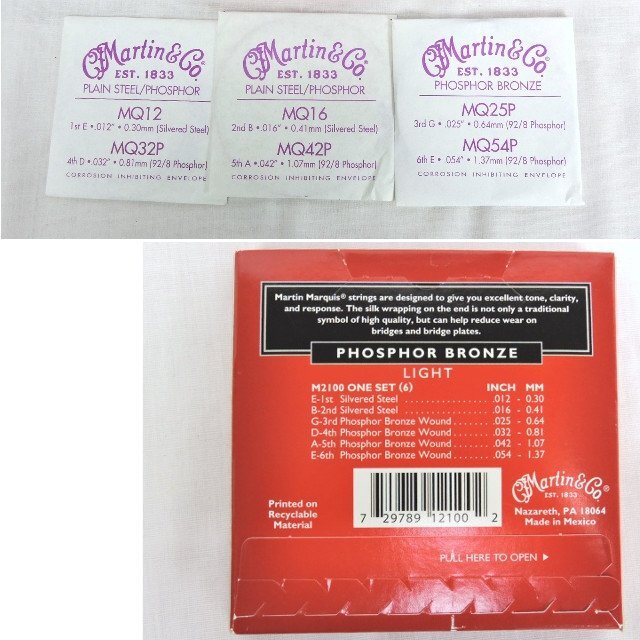 Martin & Co.
EST. 1833
PLAIN STEEL/PHOSPHOR
MQ12
1st E • .012" • 0.30mm (Silvered Steel)
MQ32P
4th D • .032" • 0.81mm (92/8 Phosphor)
CORROSION INHIBITING ENVELOPE
Martin & Co.
EST. 1833
PLAIN STEEL/PHOSPHOR
MQ16
2nd B • .016" • 0.41mm (Silvered Steel)
MQ42P
5th A • .042" • 1.07mm (92/8 Phosphor)
CORROSION INHIBITING ENVELOPE
Martin & Co.
EST. 1833
PHOSPHOR BRONZE
MQ25P
3rd G • .025" • 0.64mm (92/8 Phosphor)
MQ54P
6th E • .054" • 1.37mm (92/8 Phosphor)
CORROSION INHIBITING ENVELOPE
Martin Marquis® strings are designed to give you excellent tone, clarity,
and response. The silk wrapping on the end is not only a traditional
symbol of high quality, but can help reduce wear on
bridges and bridge plates.
PHOSPHOR BRONZE
LIGHT
M2100 ONE SET (6) INCH MM
E-1st Silvered Steel .012 - 0.30
B-2nd Silvered Steel .016 - 0.41
G-3rd Phosphor Bronze Wound .025 - 0.64
D-4th Phosphor Bronze Wound .032 - 0.81
A-5th Phosphor Bronze Wound .042 - 1.07
E-6th Phosphor Bronze Wound .054 - 1.37
Printed on
Recyclable
Material
7 29789 12100 2
Martin & Co.
EST. 1833
Nazareth, PA 18064
Made in Mexico
PULL HERE TO OPEN